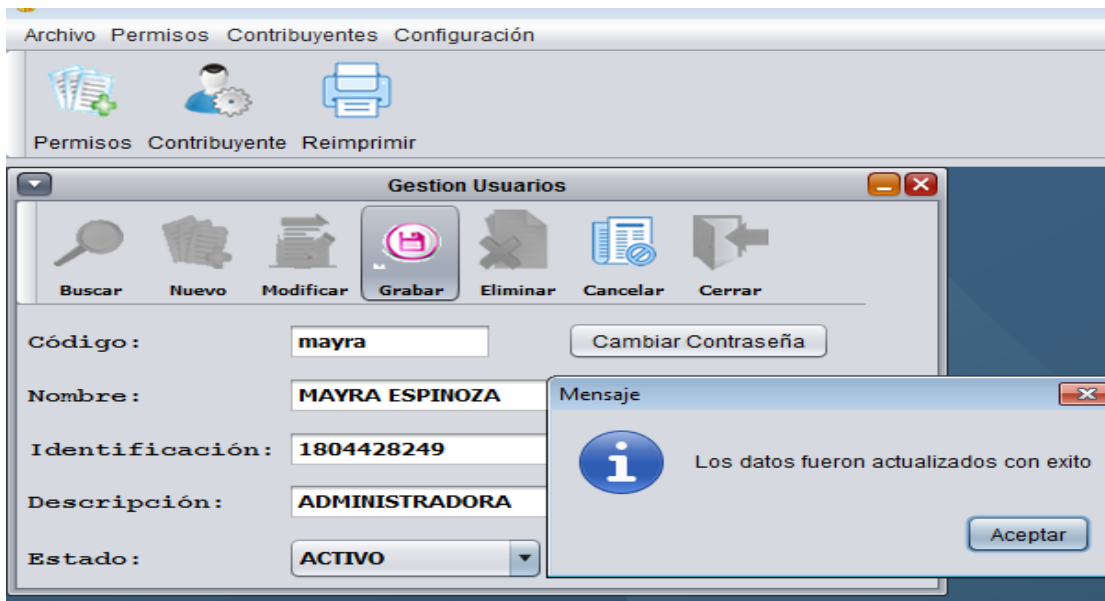 Archivo Permisos Contribuyentes Configuración
Permisos Contribuyente Reimprimir
Gestion Usuarios
Buscar Nuevo Modificar Grabar Eliminar Cancelar Cerrar
Código: mayra Cambiar Contraseña
Nombre: MAYRA ESPINOZA
Mensaje
Identificación: 1804428249
Los datos fueron actualizados con exito
Descripción: ADMINISTRADORA
Aceptar
Estado: ACTIVO